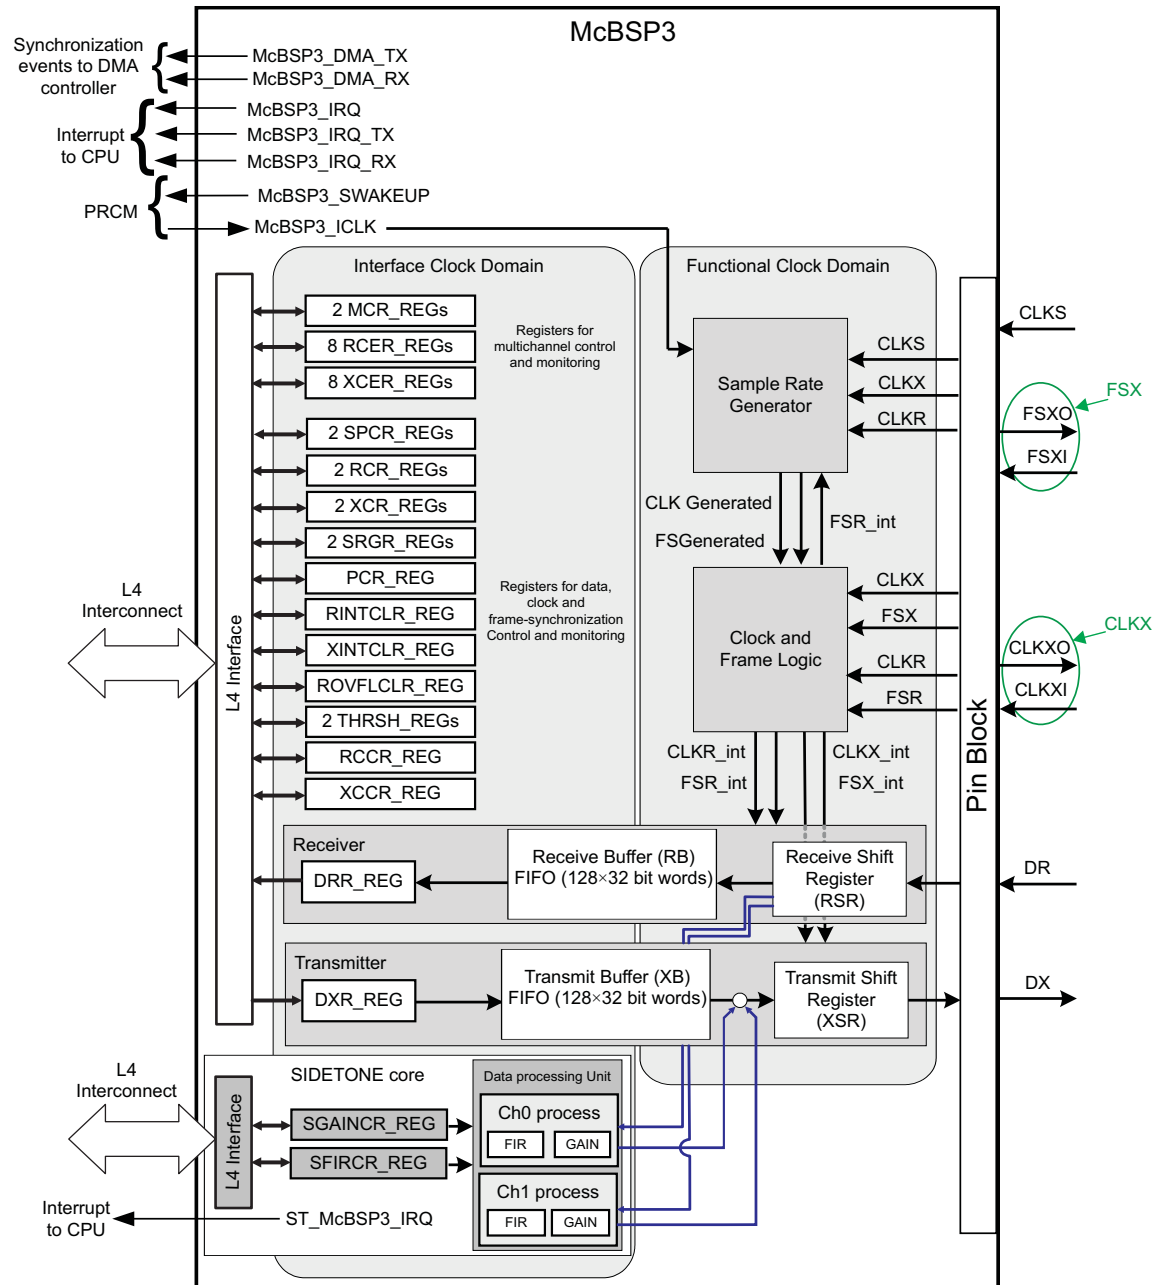 McBSP3
Synchronization
events to DMA
controller
McBSP3_DMA_TX
McBSP3_DMA_RX
Interrupt
to CPU
McBSP3_IRQ
McBSP3_IRQ_TX
McBSP3_IRQ_RX
PRCM
McBSP3_SWAKEUP
McBSP3_ICLK
Interface Clock Domain
Functional Clock Domain
2 MCR_REGs
8 RCER_REGs
8 XCER_REGs
Registers for
multichannel control
and monitoring
2 SPCR_REGs
2 RCR_REGs
2 XCR_REGs
2 SRGR_REGs
PCR_REG
RINTCLR_REG
XINTCLR_REG
ROVFLCLR_REG
2 THRSH_REGs
RCCR_REG
XCCR_REG
Registers for data,
clock and
frame-synchronization
Control and monitoring
L4
Interconnect
L4 Interface
Sample Rate
Generator
CLKS
CLKX
CLKR
CLK Generated
FSGenerated
FSR_int
Clock and
Frame Logic
CLKX
FSX
CLKR
FSR
CLKR_int
FSR_int
CLKX_int
FSX_int
Pin Block
CLKS
FSX
FSXO
FSXI
CLKX
CLKXO
CLKXI
DR
DX
Receiver
DRR_REG
Receive Buffer (RB)
FIFO (128×32 bit words)
Receive Shift
Register
(RSR)
Transmitter
DXR_REG
Transmit Buffer (XB)
FIFO (128×32 bit words)
Transmit Shift
Register
(XSR)
L4
Interconnect
L4 Interface
SIDETONE core
SGAINCR_REG
SFIRCR_REG
Data processing Unit
Ch0 process
FIR
GAIN
Ch1 process
FIR
GAIN
Interrupt
to CPU
ST_McBSP3_IRQ